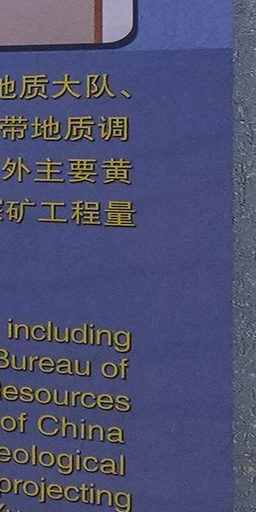 地质大队、
带地质调
外主要黄
矿工程量
including
Bureau of
Resources
of China
eological
projecting